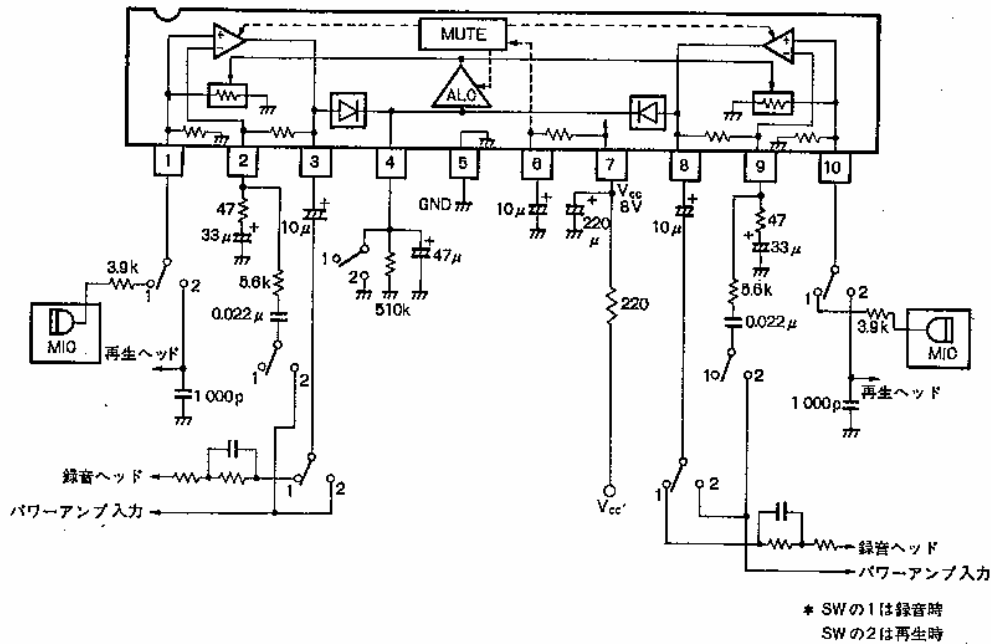 MUTE
ALC
+
-
+
-
1
2
3
4
5
6
7
8
9
10
GND
Vcc
8V
47
33μ
+
10μ
+
1
2
510k
47μ
+
10μ
+
220
μ
+
10μ
+
47
33μ
+
3.9k
1
2
MIC
再生ヘッド
1000p
5.6k
0.022μ
1
2
220
Vcc'
5.6k
0.022μ
1
2
1
2
3.9k
MIC
再生ヘッド
1000p
録音ヘッド
1
2
パワーアンプ入力
1
2
録音ヘッド
パワーアンプ入力
* SWの1は録音時
SWの2は再生時